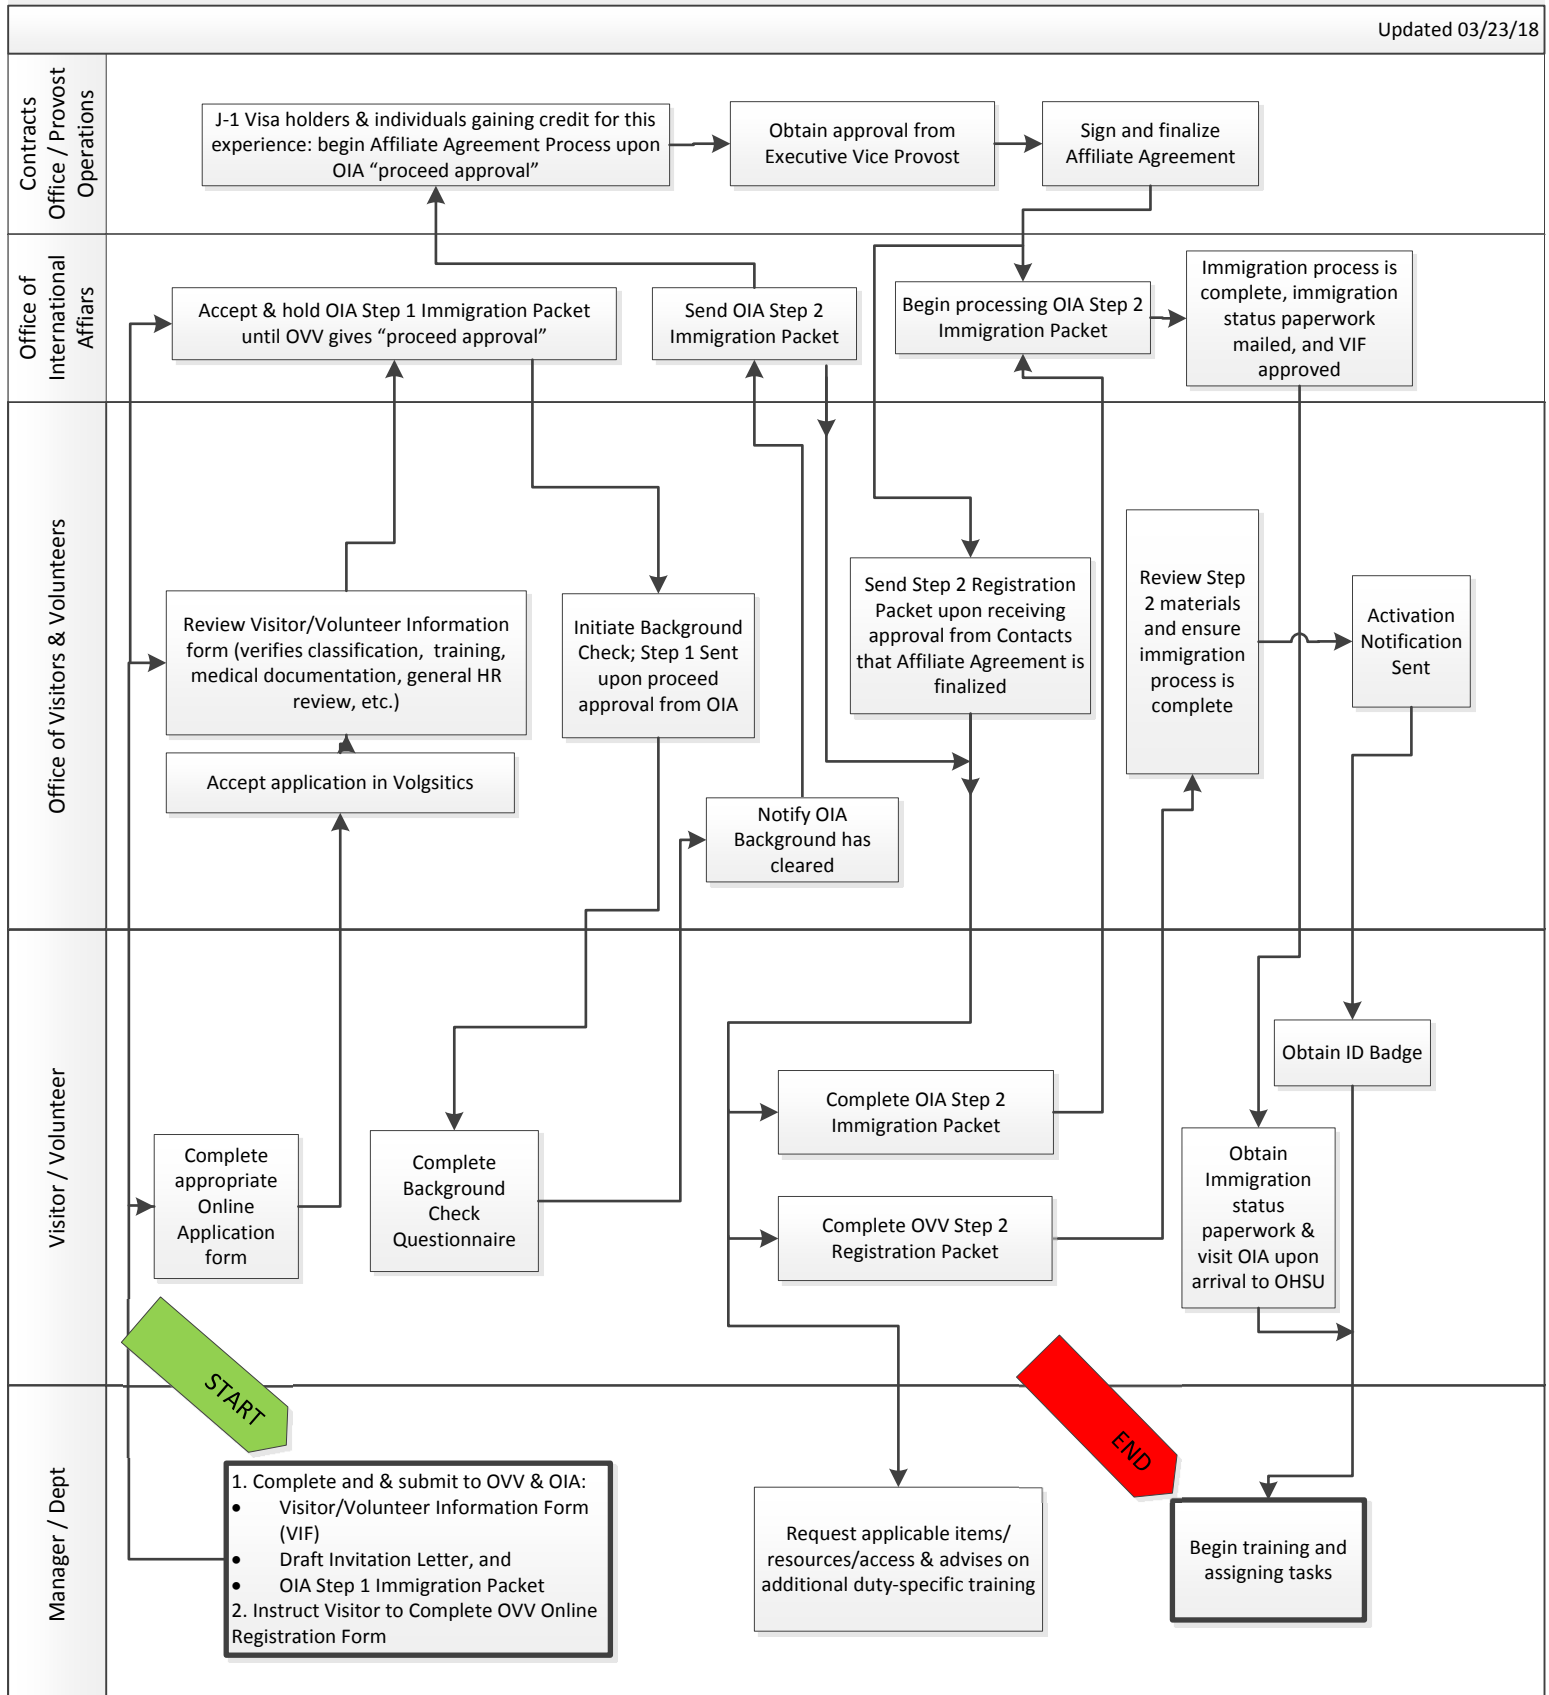 Updated 03/23/18
Contracts
Office / Provost
Operations
J-1 Visa holders & individuals gaining credit for this
experience: begin Affiliate Agreement Process upon
OIA “proceed approval”
Obtain approval from
Executive Vice Provost
Sign and finalize
Affiliate Agreement
Office of
International
Affiars
Accept & hold OIA Step 1 Immigration Packet
until OVV gives “proceed approval”
Send OIA Step 2
Immigration Packet
Begin processing OIA Step 2
Immigration Packet
Immigration process is
complete, immigration
status paperwork
mailed, and VIF
approved
Office of Visitors & Volunteers
Review Visitor/Volunteer Information
form (verifies classification, training,
medical documentation, general HR
review, etc.)
Accept application in Volgsitics
Initiate Background
Check; Step 1 Sent
upon proceed
approval from OIA
Notify OIA
Background has
cleared
Send Step 2 Registration
Packet upon receiving
approval from Contacts
that Affiliate Agreement is
finalized
Review Step
2 materials
and ensure
immigration
process is
complete
Activation
Notification
Sent
Visitor / Volunteer
Complete
appropriate
Online
Application
form
Complete
Background
Check
Questionnaire
Complete OIA Step 2
Immigration Packet
Complete OVV Step 2
Registration Packet
Obtain ID Badge
Obtain
Immigration
status
paperwork &
visit OIA upon
arrival to OHSU
Manager / Dept
START
1. Complete and & submit to OVV & OIA:
• Visitor/Volunteer Information Form
(VIF)
• Draft Invitation Letter, and
• OIA Step 1 Immigration Packet
2. Instruct Visitor to Complete OVV Online
Registration Form
Request applicable items/
resources/access & advises on
additional duty-specific training
END
Begin training and
assigning tasks